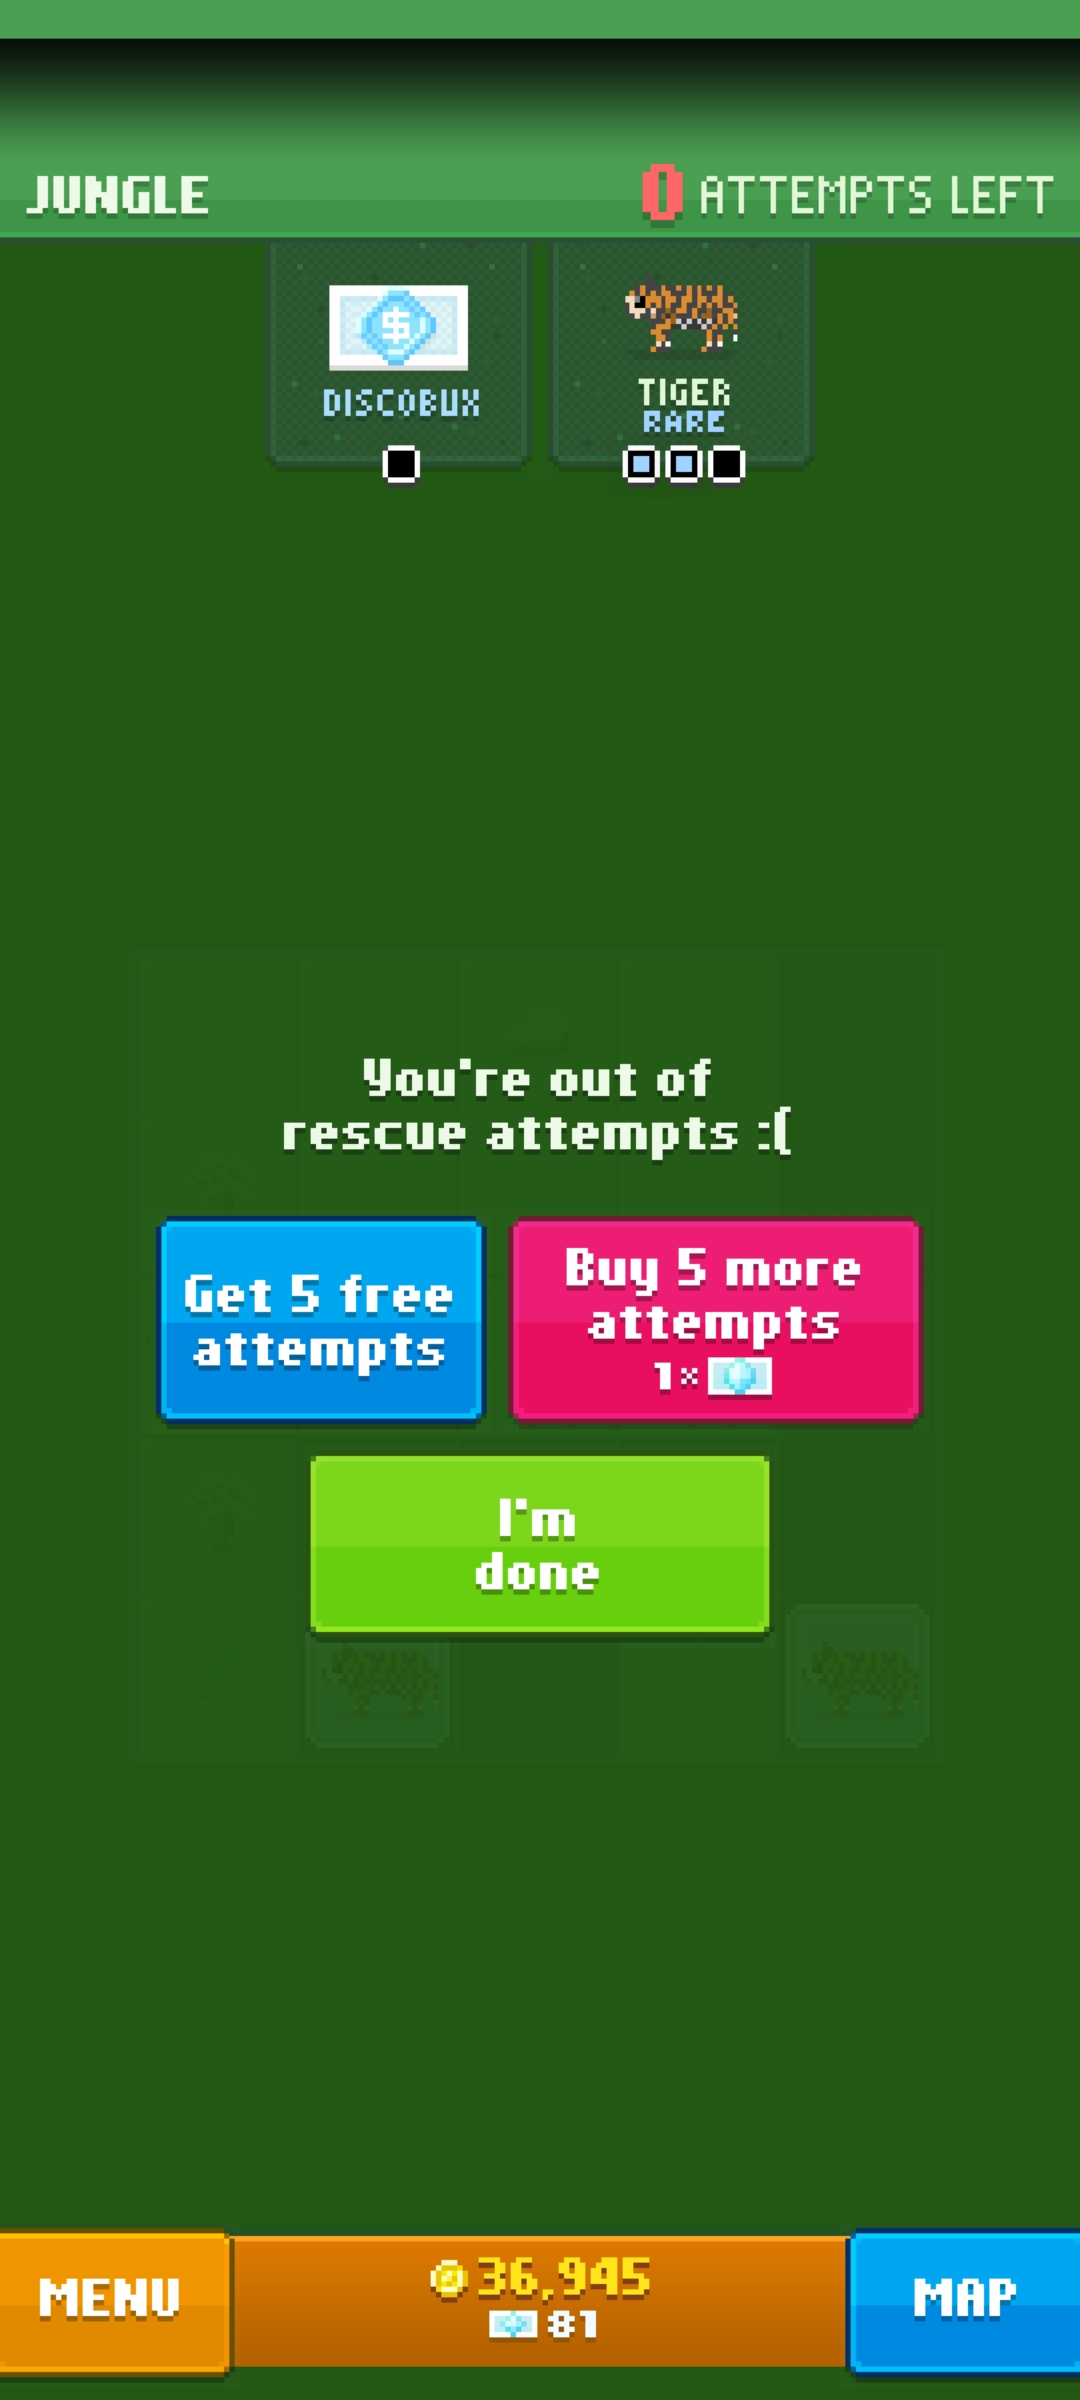 JUNGLE
0 ATTEMPTS LEFT
$
DISCOBUX
TIGER
RARE
You're out of
rescue attempts :(
Get 5 free
attempts
Buy 5 more
attempts
1×
I'm
done
MENU
36,945
81
MAP